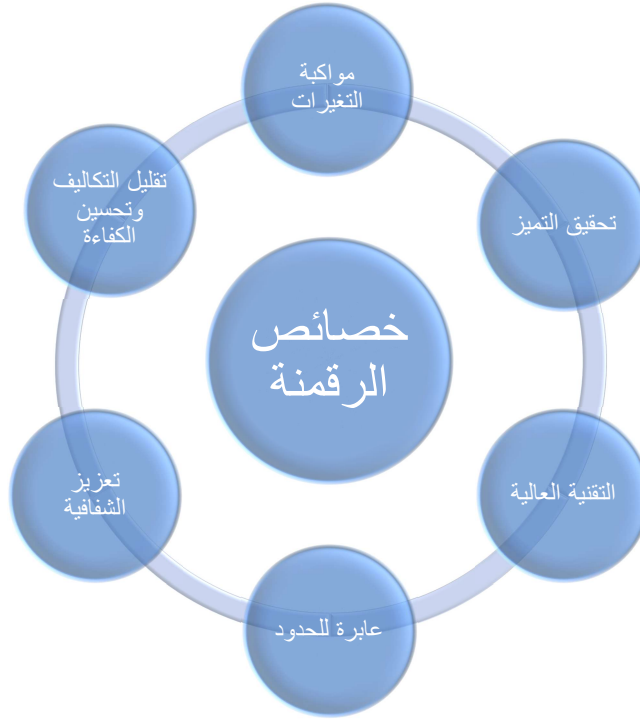 مواكبة
التغيرات
تحقيق التميز
التقنية العالية
عابرة للحدود
تعزيز
الشفافية
تقليل التكاليف
وتحسين
الكفاءة
خصائص
الرقمنة